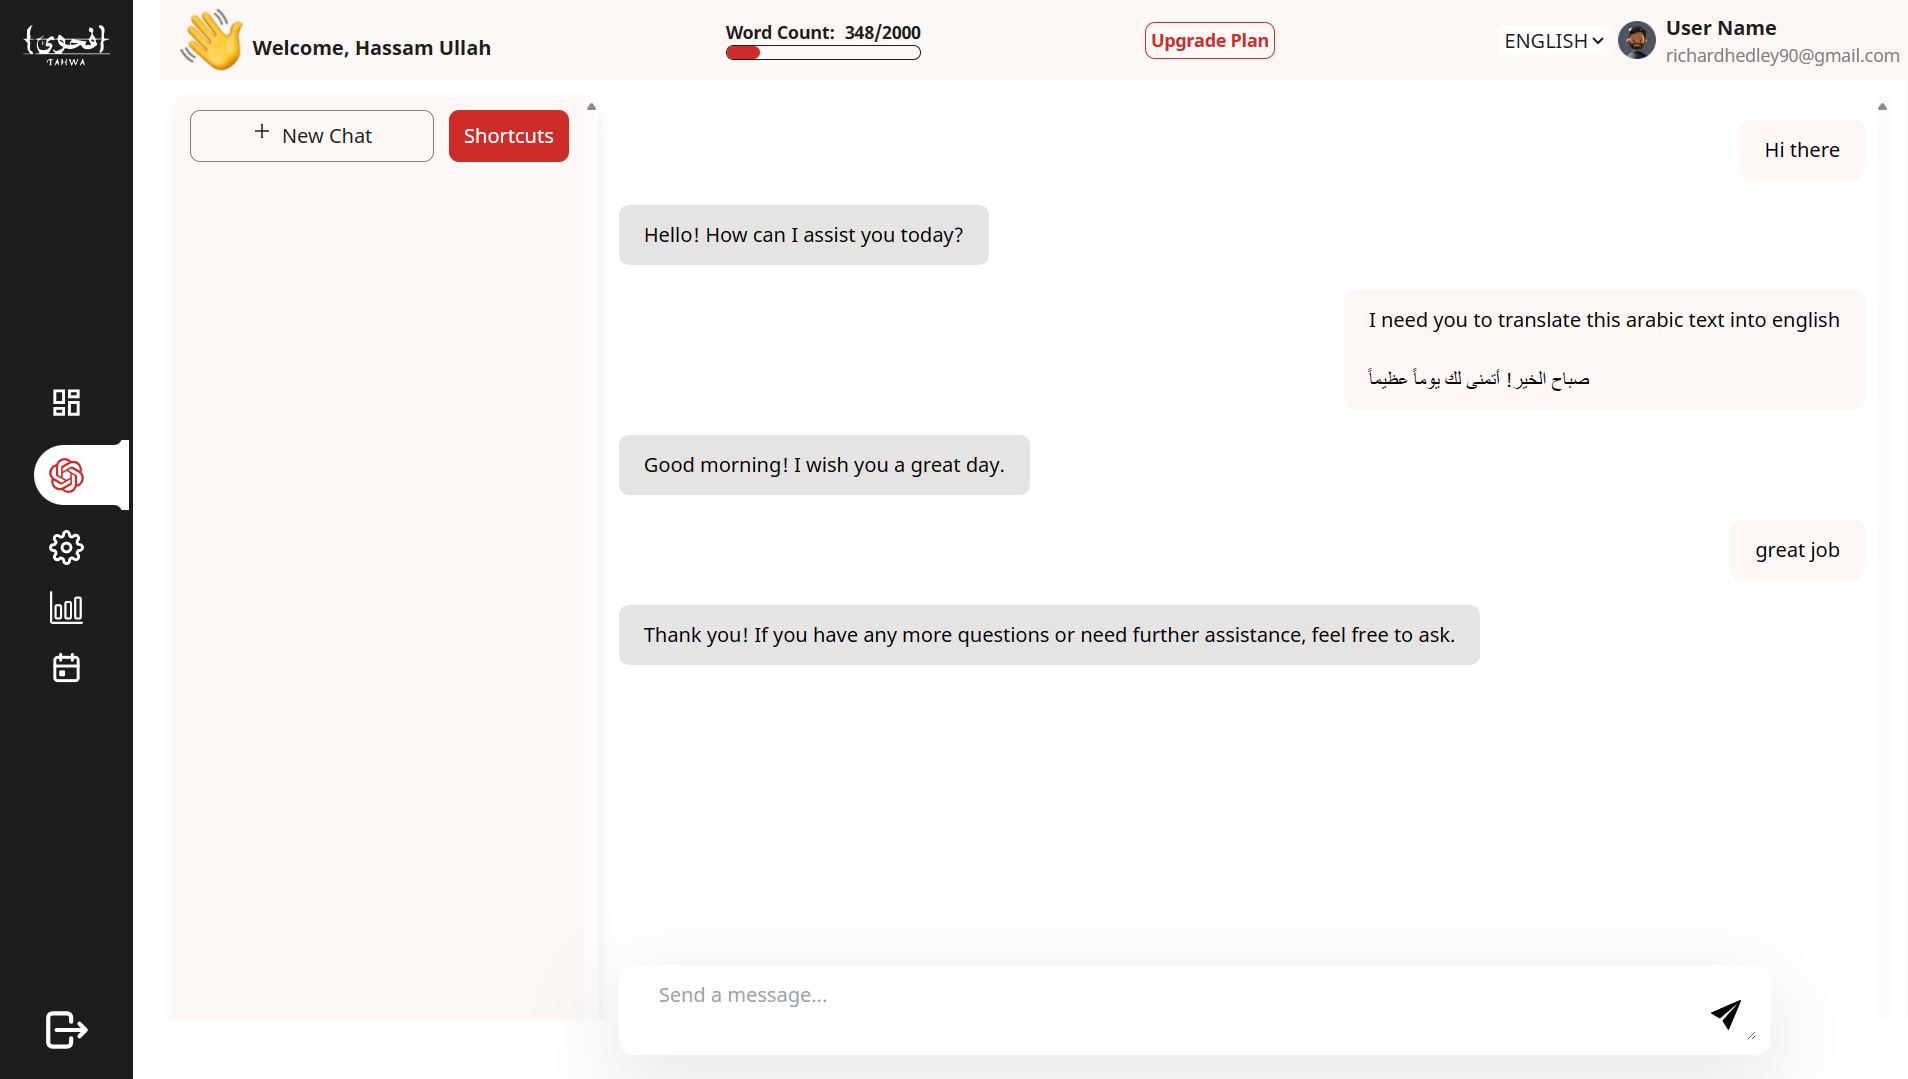 {فحوى}
FAHWA
Welcome, Hassam Ullah
Word Count: 348/2000
Upgrade Plan
ENGLISH
User Name
richardhedley90@gmail.com
+ New Chat
Shortcuts
Hi there
Hello! How can I assist you today?
I need you to translate this arabic text into english
صباح الخير! أتمنى لك يوماً عظيماً
Good morning! I wish you a great day.
great job
Thank you! If you have any more questions or need further assistance, feel free to ask.
Send a message...